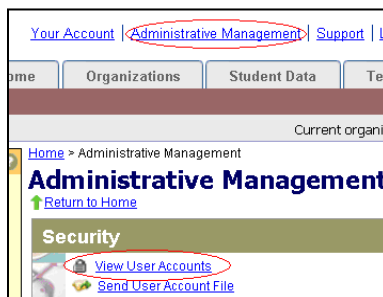 Your Account | Administrative Management | Support |
Organizations Student Data
Current
Home > Administrative Management
Administrative Management
Return to Home
Security
View User Accounts
Send User Account File